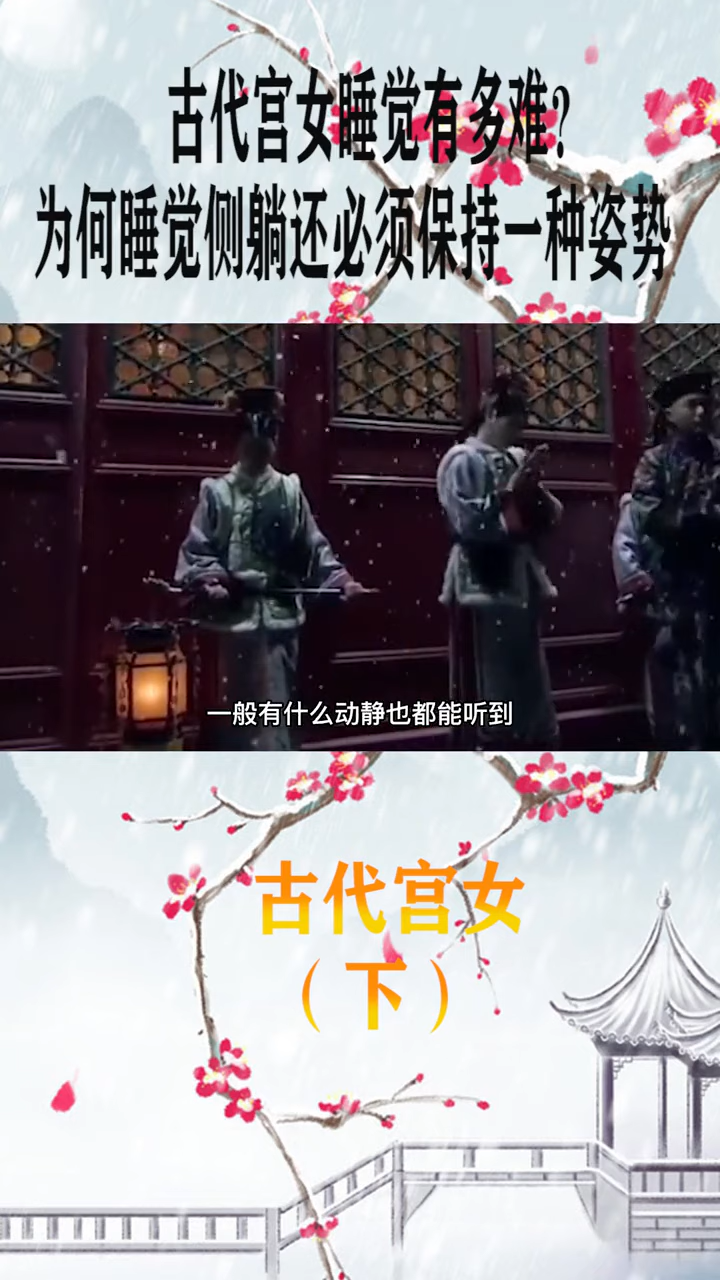 古代宫女睡觉有多难?
为何睡觉侧躺还必须保持一种姿势
一般有什么动静也都能听到
古代宫女
（下）